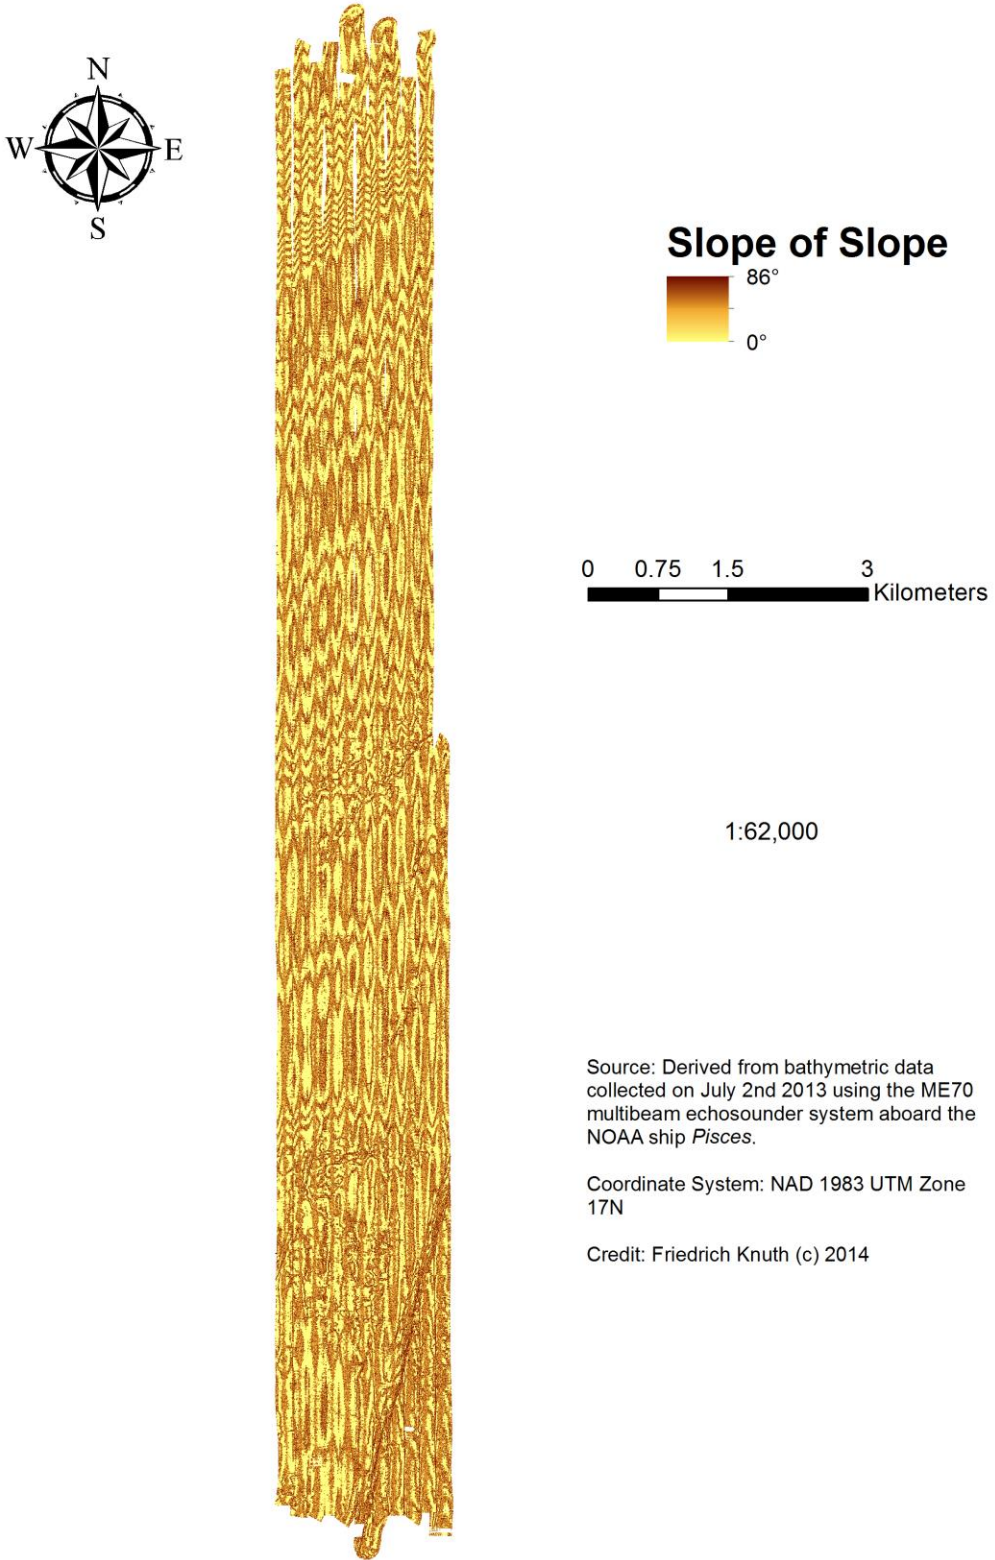 N
W E
S
Slope of Slope
86°
0°
0 0.75 1.5 3
Kilometers
1:62,000
Source: Derived from bathymetric data
collected on July 2nd 2013 using the ME70
multibeam echosounder system aboard the
NOAA ship Pisces.
Coordinate System: NAD 1983 UTM Zone
17N
Credit: Friedrich Knuth (c) 2014